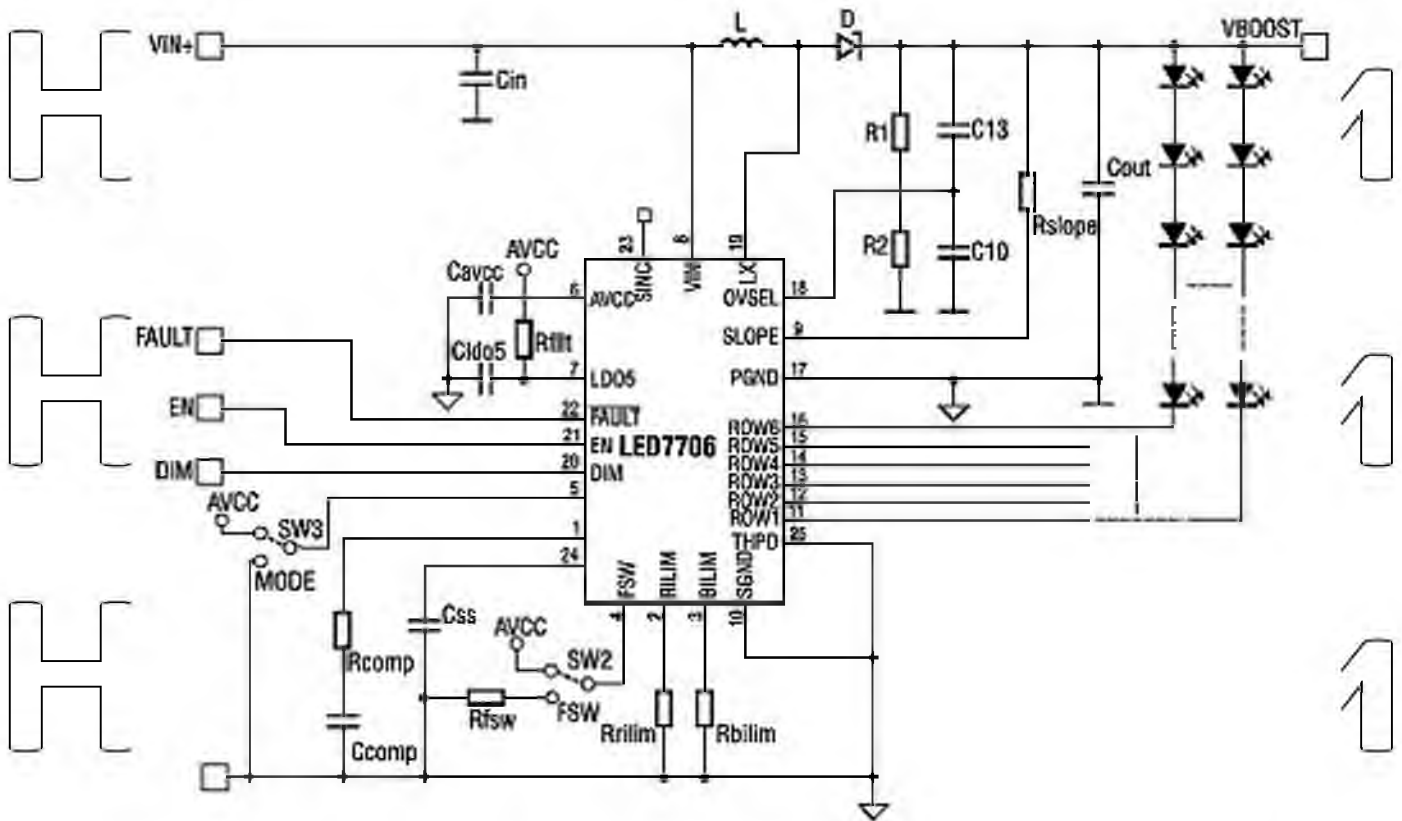 L
D
VBOOST
VIN+
Cin
R1
C13
Cout
Rslope
R2
C10
AVCC
23
8
19
Cavcc
SINC
VIN
LX
6
AVCC
OVSEL
18
FAULT
Rfilt
SLOPE
9
Cldo5
7
LDO5
PGND
17
EN
22
FAULT
21
EN
LED7706
20
DIM
DIM
ROW6
16
ROW5
15
ROW4
14
ROW3
13
ROW2
12
ROW1
11
THPD
25
AVCC
SW3
MODE
5
1
24
FSW
RILIM
BILIM
SGND
4
2
3
10
Css
AVCC
SW2
Rcomp
FSW
Rfsw
Rrilim
Rbilim
Ccomp
H
1
H
1
H
1